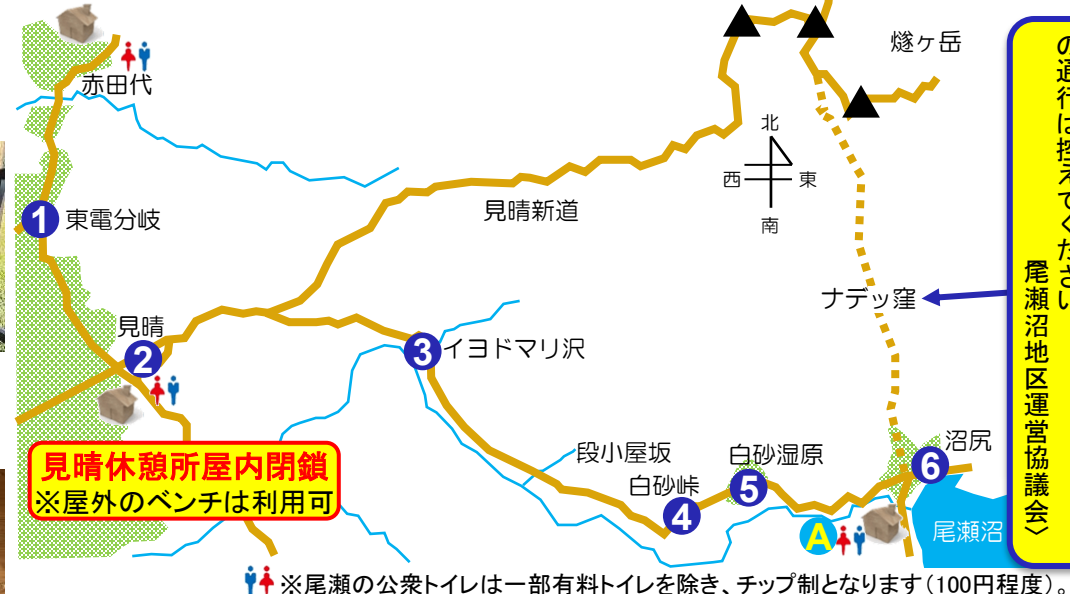 赤田代
燧ヶ岳
北
西
東
南
1
東電分岐
見晴新道
の通行は控えてください
尾瀬沼地区運営協議会〉
ナデッ窪
見晴
2
3
イヨドマリ沢
見晴休憩所屋内閉鎖
※屋外のベンチは利用可
段小屋坂
白砂峠
4
白砂湿原
5
沼尻
6
A
尾瀬沼
※尾瀬の公衆トイレは一部有料トイレを除き、チップ制となります(100円程度)。